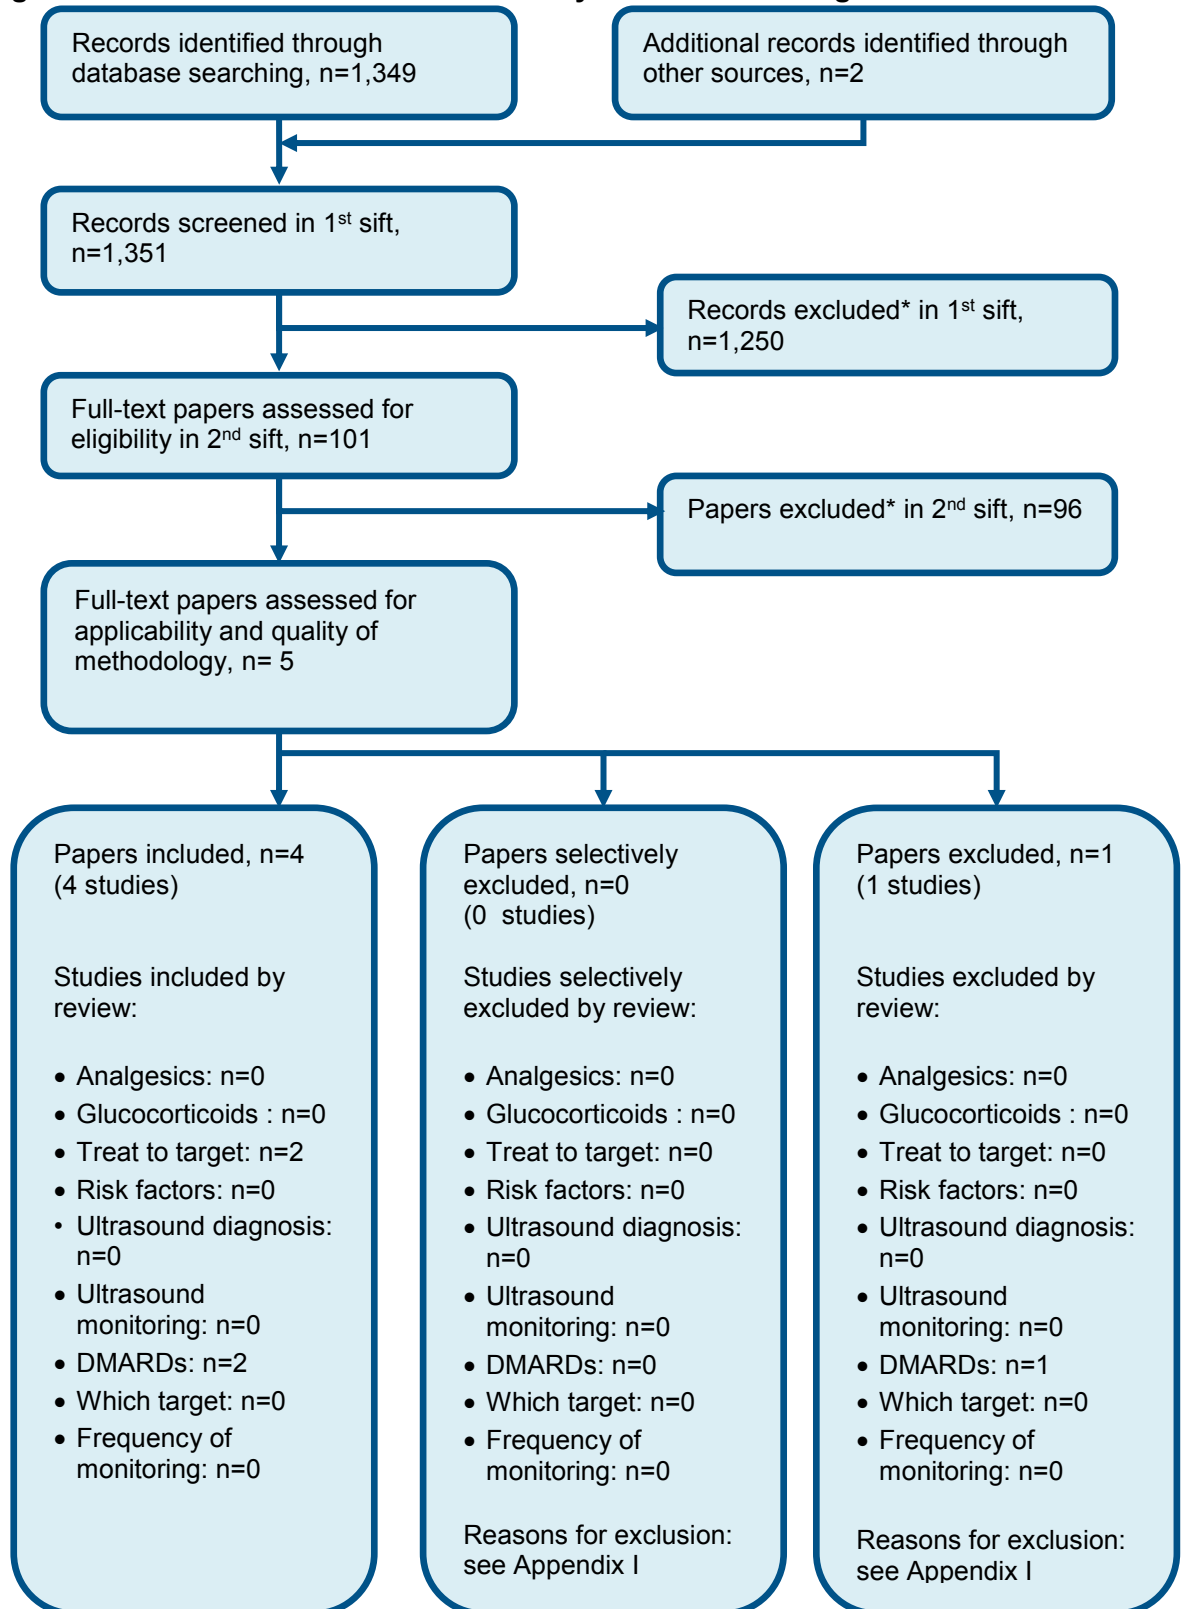 Records identified through
database searching, n=1,349
Additional records identified through
other sources, n=2
Records screened in 1st sift,
n=1,351
Records excluded* in 1st sift,
n=1,250
Full-text papers assessed for
eligibility in 2nd sift, n=101
Papers excluded* in 2nd sift, n=96
Full-text papers assessed for
applicability and quality of
methodology, n= 5
Papers included, n=4
(4 studies)
Studies included by
review:
• Analgesics: n=0
• Glucocorticoids : n=0
• Treat to target: n=2
• Risk factors: n=0
• Ultrasound diagnosis:
n=0
• Ultrasound
monitoring: n=0
• DMARDs: n=2
• Which target: n=0
• Frequency of
monitoring: n=0
Papers selectively
excluded, n=0
(0  studies)
Studies selectively
excluded by review:
• Analgesics: n=0
• Glucocorticoids : n=0
• Treat to target: n=0
• Risk factors: n=0
• Ultrasound diagnosis:
n=0
• Ultrasound
monitoring: n=0
• DMARDs: n=0
• Which target: n=0
• Frequency of
monitoring: n=0
Reasons for exclusion:
see Appendix I
Papers excluded, n=1
(1 studies)
Studies excluded by
review:
• Analgesics: n=0
• Glucocorticoids : n=0
• Treat to target: n=0
• Risk factors: n=0
• Ultrasound diagnosis:
n=0
• Ultrasound
monitoring: n=0
• DMARDs: n=1
• Which target: n=0
• Frequency of
monitoring: n=0
Reasons for exclusion:
see Appendix I